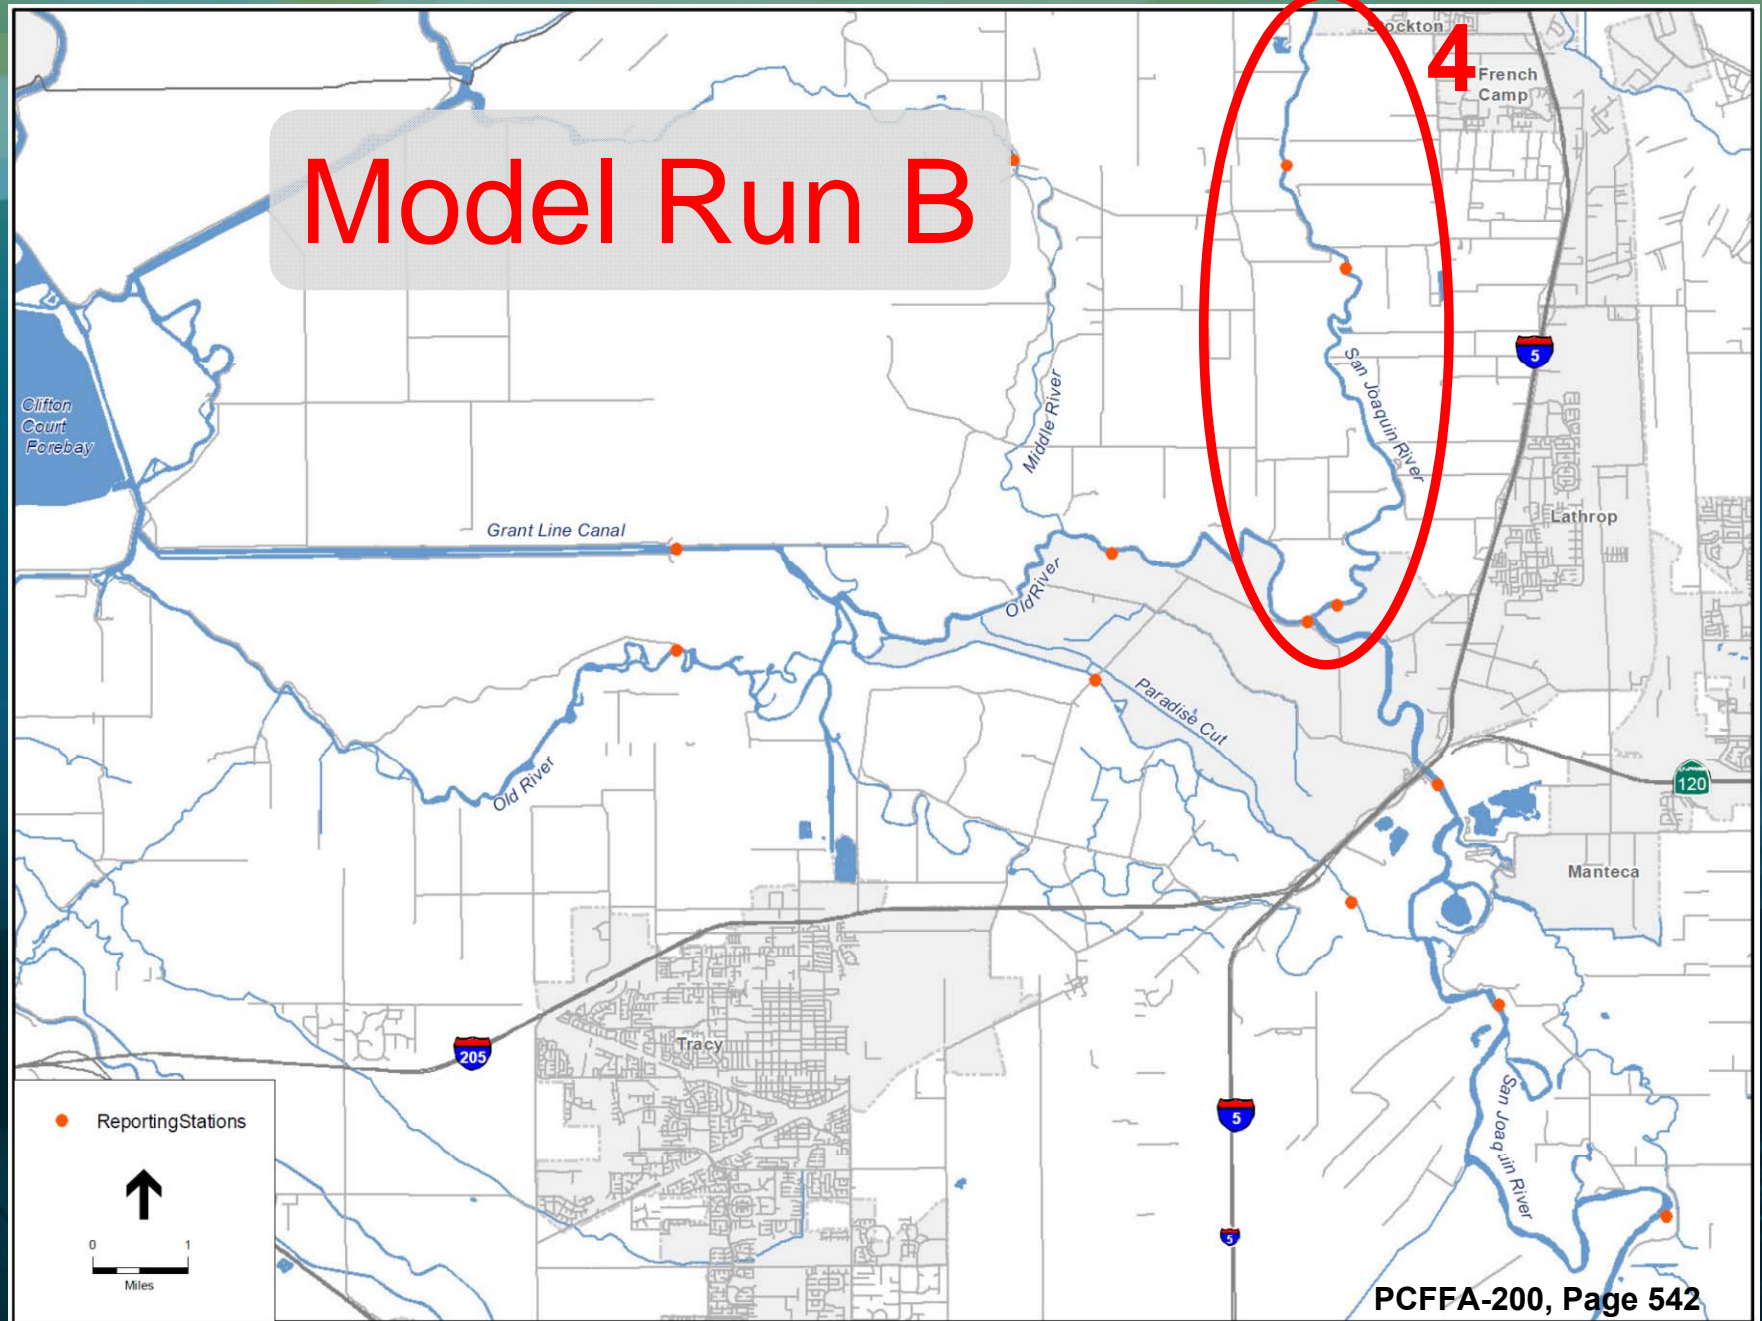 Stockton
4
French
Camp
Model Run B
5
San Joaquin River
Middle River
Clifton
Court
Forebay
Lathrop
Grant Line Canal
Old River
Paradise Cut
Old River
120
Manteca
Tracy
205
5
San Joaquin River
ReportingStations
5
0 1
Miles
PCFFA-200, Page 542